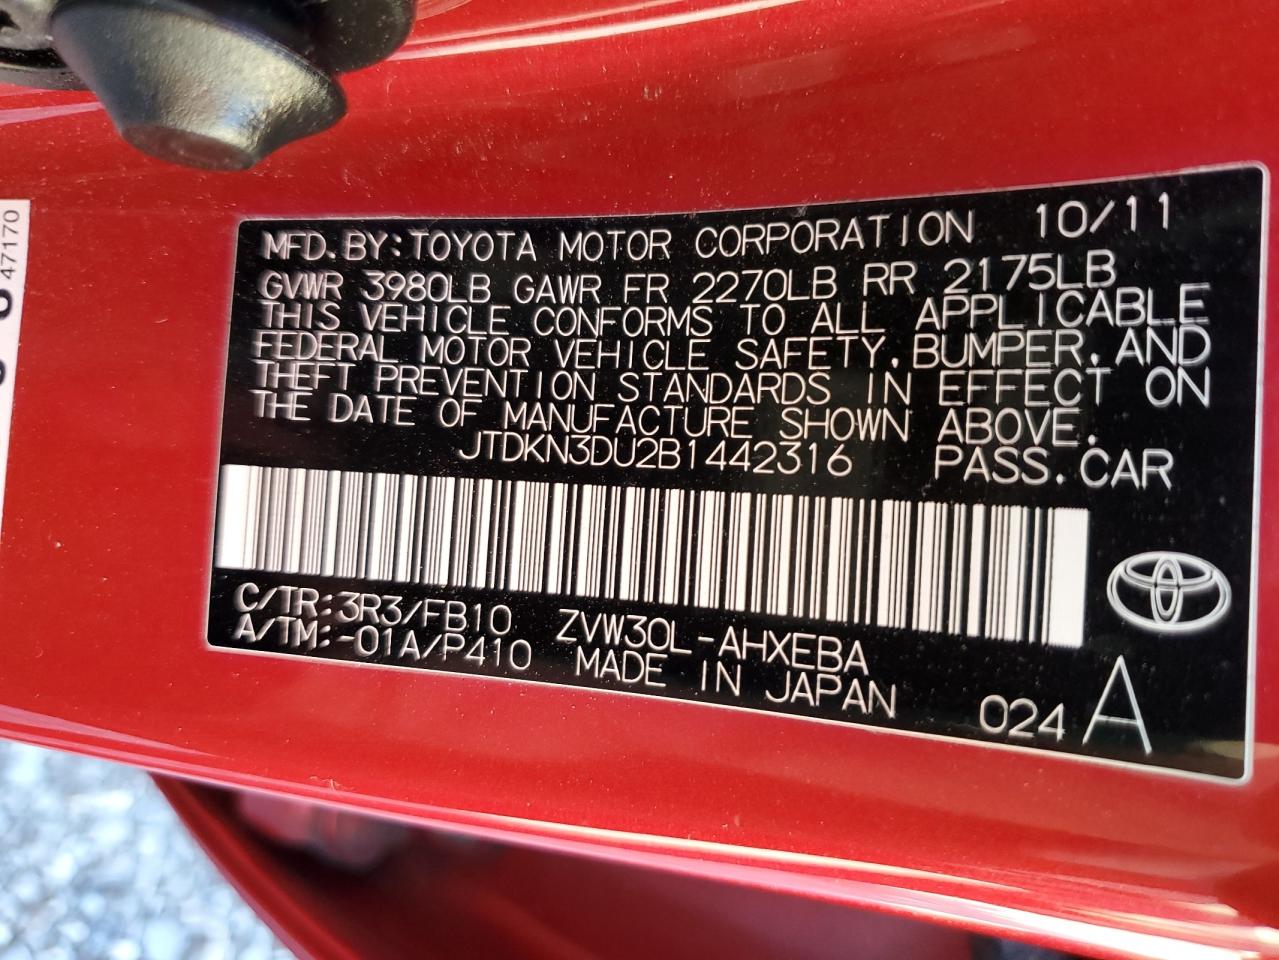 MFD.BY:TOYOTA MOTOR CORPORATION 10/11
GVWR 3980LB GAWR FR 2270LB RR 2175LB
THIS VEHICLE CONFORMS TO ALL APPLICABLE
FEDERAL MOTOR VEHICLE SAFETY,BUMPER,AND
THEFT PREVENTION STANDARDS IN EFFECT ON
THE DATE OF MANUFACTURE SHOWN ABOVE.
JTDKN3DU2B1442316 PASS.CAR
C/TR:3R3/FB10 ZVW30L-AHXEBA
A/TM:-01A/P410 MADE IN JAPAN
024 A
47170